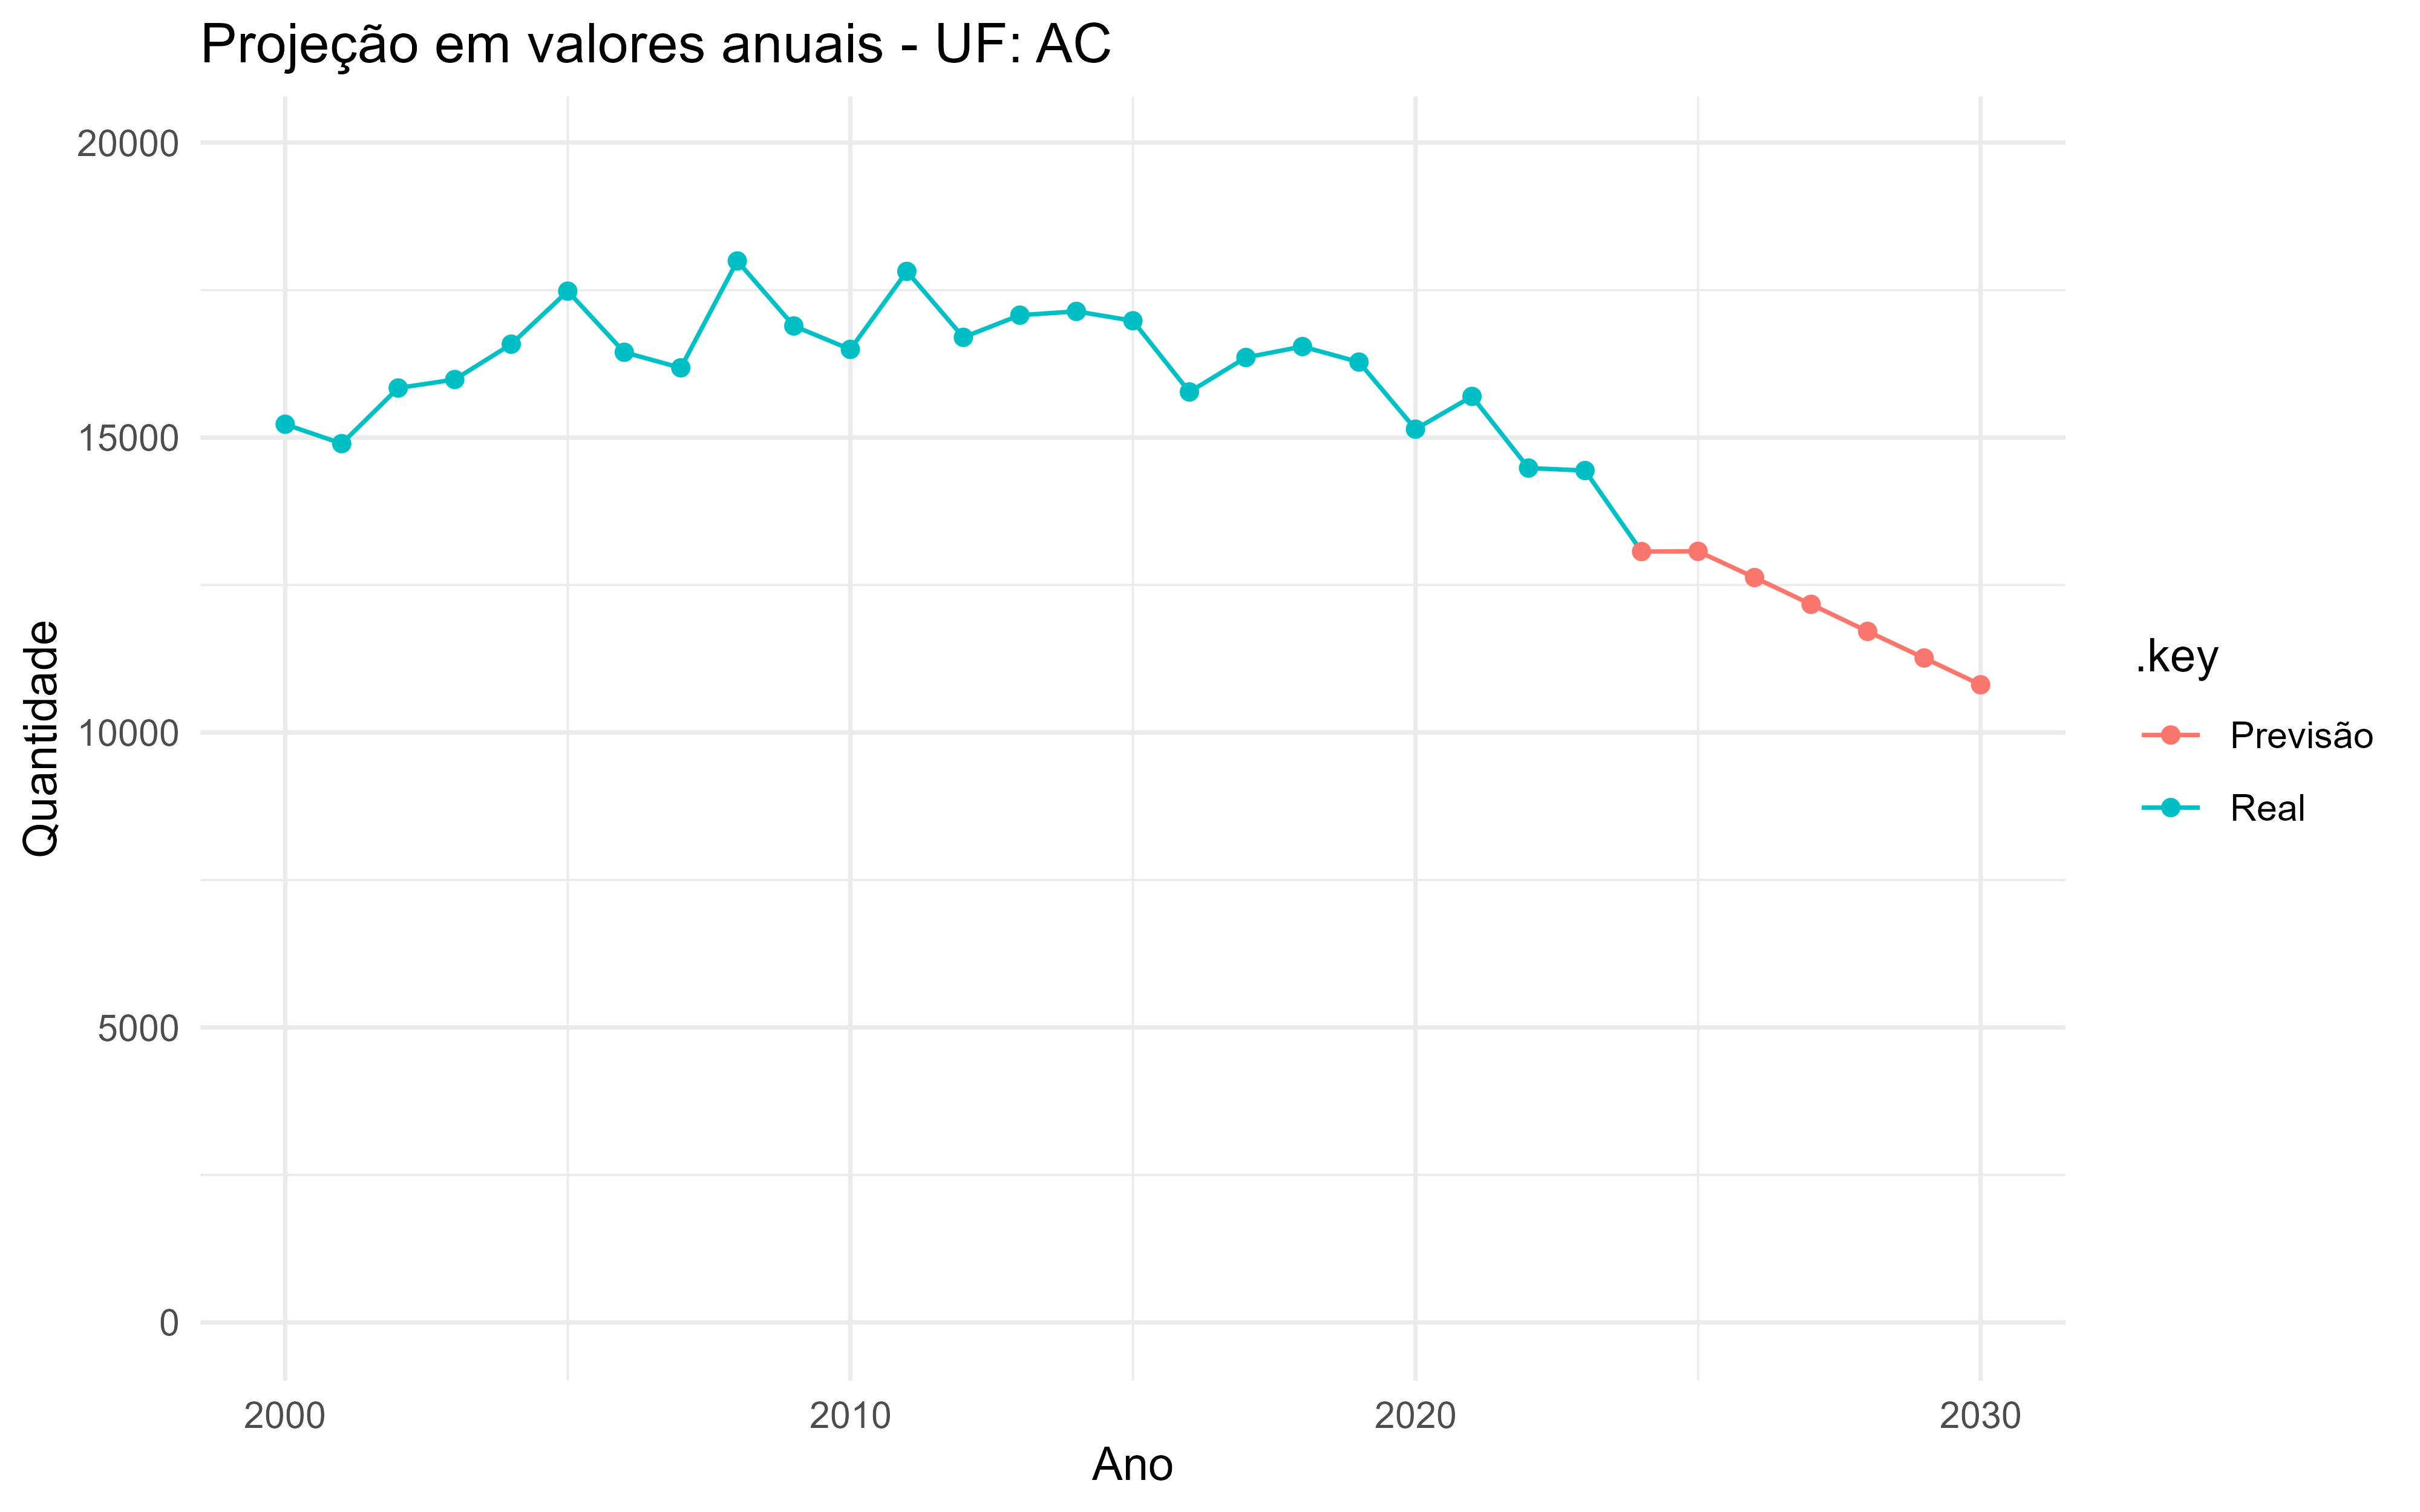 Projeção em valores anuais - UF: AC
20000
15000
10000
5000
0
Quantidade
2000
2010
2020
2030
Ano
.key
Previsão
Real